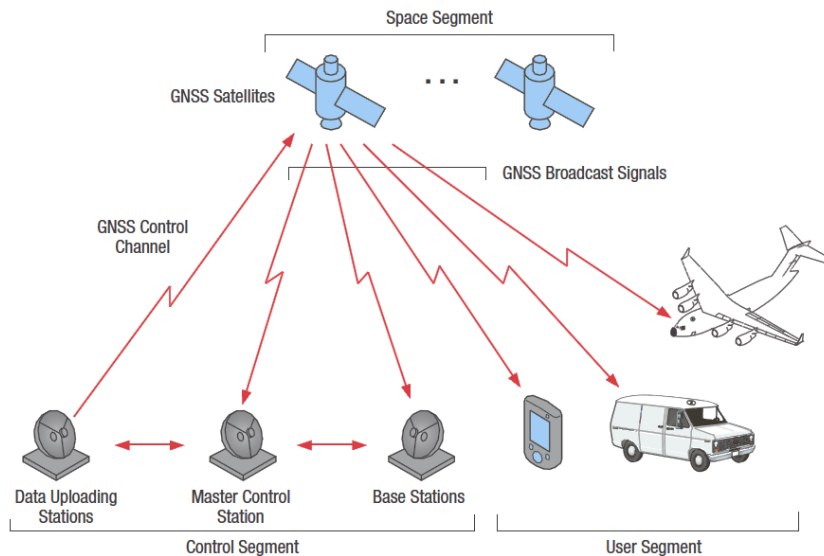 Space Segment
GNSS Satellites
GNSS Broadcast Signals
GNSS Control
Channel
Data Uploading
Stations
Master Control
Station
Base Stations
Control Segment
User Segment